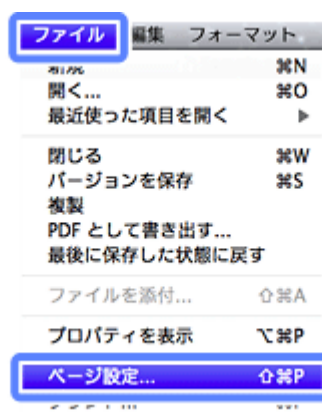 ファイル 編集 フォーマット
新規 ⌘N
開く... ⌘O
最近使った項目を開く ▶
閉じる ⌘W
バージョンを保存 ⌘S
複製
PDF として書き出す...
最後に保存した状態に戻す
ファイルを添付... ⇧⌘A
プロパティを表示 ⌥⌘P
ページ設定... ⇧⌘P